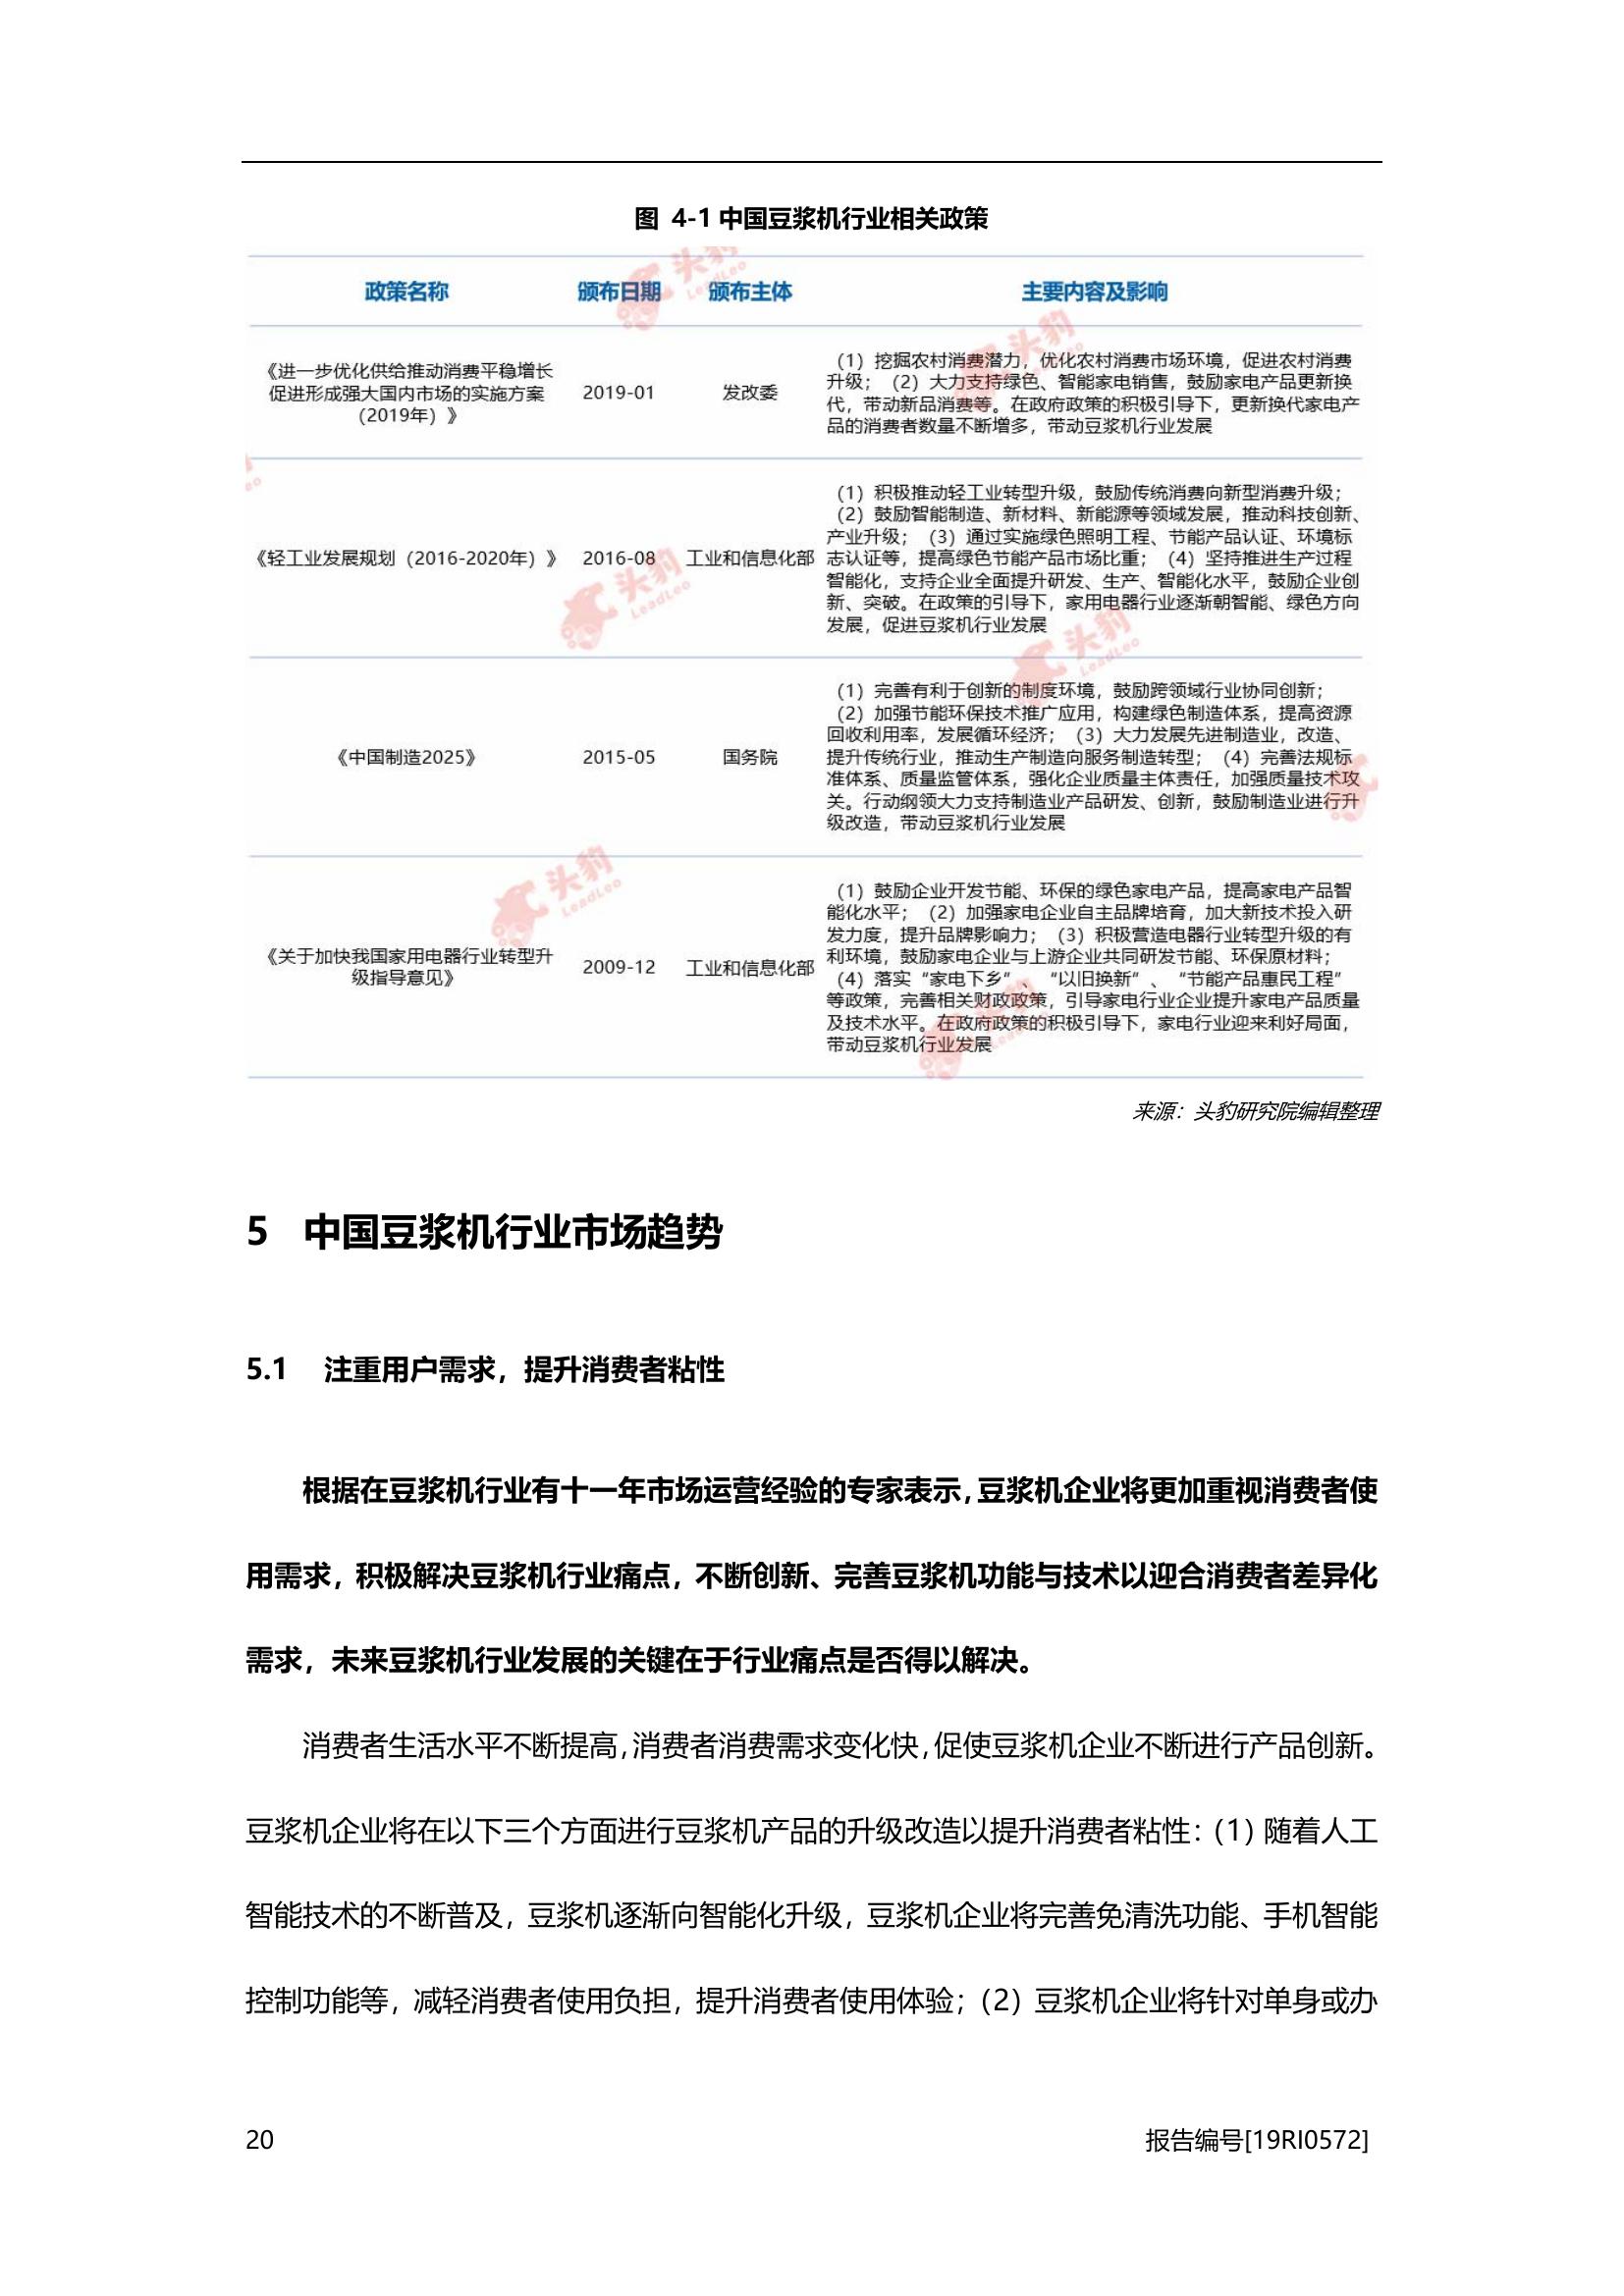 图 4-1 中国豆浆机行业相关政策
政策名称 颁布日期 颁布主体 主要内容及影响
《进一步优化供给推动消费平稳增长
促进形成强大国内市场的实施方案
（2019年）》
2019-01
发改委
（1）挖掘农村消费潜力，优化农村消费市场环境，促进农村消费
升级；（2）大力支持绿色、智能家电销售，鼓励家电产品更新换
代，带动新品消费等。在政府政策的积极引导下，更新换代家电产
品的消费者数量不断增多，带动豆浆机行业发展
《轻工业发展规划（2016-2020年）》
2016-08
工业和信息化部
（1）积极推动轻工业转型升级，鼓励传统消费向新型消费升级；
（2）鼓励智能制造、新材料、新能源等领域发展，推动科技创新、
产业升级；（3）通过实施绿色照明工程、节能产品认证、环境标
志认证等，提高绿色节能产品市场比重；（4）坚持推进生产过程
智能化，支持企业全面提升研发、生产、智能化水平，鼓励企业创
新、突破。在政策的引导下，家用电器行业逐渐朝智能、绿色方向
发展，促进豆浆机行业发展
《中国制造2025》
2015-05
国务院
（1）完善有利于创新的制度环境，鼓励跨领域行业协同创新；
（2）加强节能环保技术推广应用，构建绿色制造体系，提高资源
回收利用率，发展循环经济；（3）大力发展先进制造业，改造、
提升传统行业，推动生产制造向服务制造转型；（4）完善法规标
准体系、质量监管体系，强化企业质量主体责任，加强质量技术攻
关。行动纲领大力支持制造业产品研发、创新，鼓励制造业进行升
级改造，带动豆浆机行业发展
《关于加快我国家用电器行业转型升
级指导意见》
2009-12
工业和信息化部
（1）鼓励企业开发节能、环保的绿色家电产品，提高家电产品智
能化水平；（2）加强家电企业自主品牌培育，加大新技术投入研
发力度，提升品牌影响力；（3）积极营造电器行业转型升级的有
利环境，鼓励家电企业与上游企业共同研发节能、环保原材料；
（4）落实“家电下乡”、“以旧换新”、“节能产品惠民工程”
等政策，完善相关财政政策，引导家电行业企业提升家电产品质量
及技术水平。在政府政策的积极引导下，家电行业迎来利好局面，
带动豆浆机行业发展
来源：头豹研究院编辑整理
5 中国豆浆机行业市场趋势
5.1 注重用户需求，提升消费者粘性
根据在豆浆机行业有十一年市场运营经验的专家表示，豆浆机企业将更加重视消费者使
用需求，积极解决豆浆机行业痛点，不断创新、完善豆浆机功能与技术以迎合消费者差异化
需求，未来豆浆机行业发展的关键在于行业痛点是否得以解决。
消费者生活水平不断提高，消费者消费需求变化快，促使豆浆机企业不断进行产品创新。
豆浆机企业将在以下三个方面进行豆浆机产品的升级改造以提升消费者粘性：（1）随着人工
智能技术的不断普及，豆浆机逐渐向智能化升级，豆浆机企业将完善免清洗功能、手机智能
控制功能等，减轻消费者使用负担，提升消费者使用体验；（2）豆浆机企业将针对单身或办
20 报告编号[19RI0572]
头豹 LeadLeo
头豹 LeadLeo
头豹 LeadLeo
头豹 LeadLeo
头豹 LeadLeo
头豹 LeadLeo